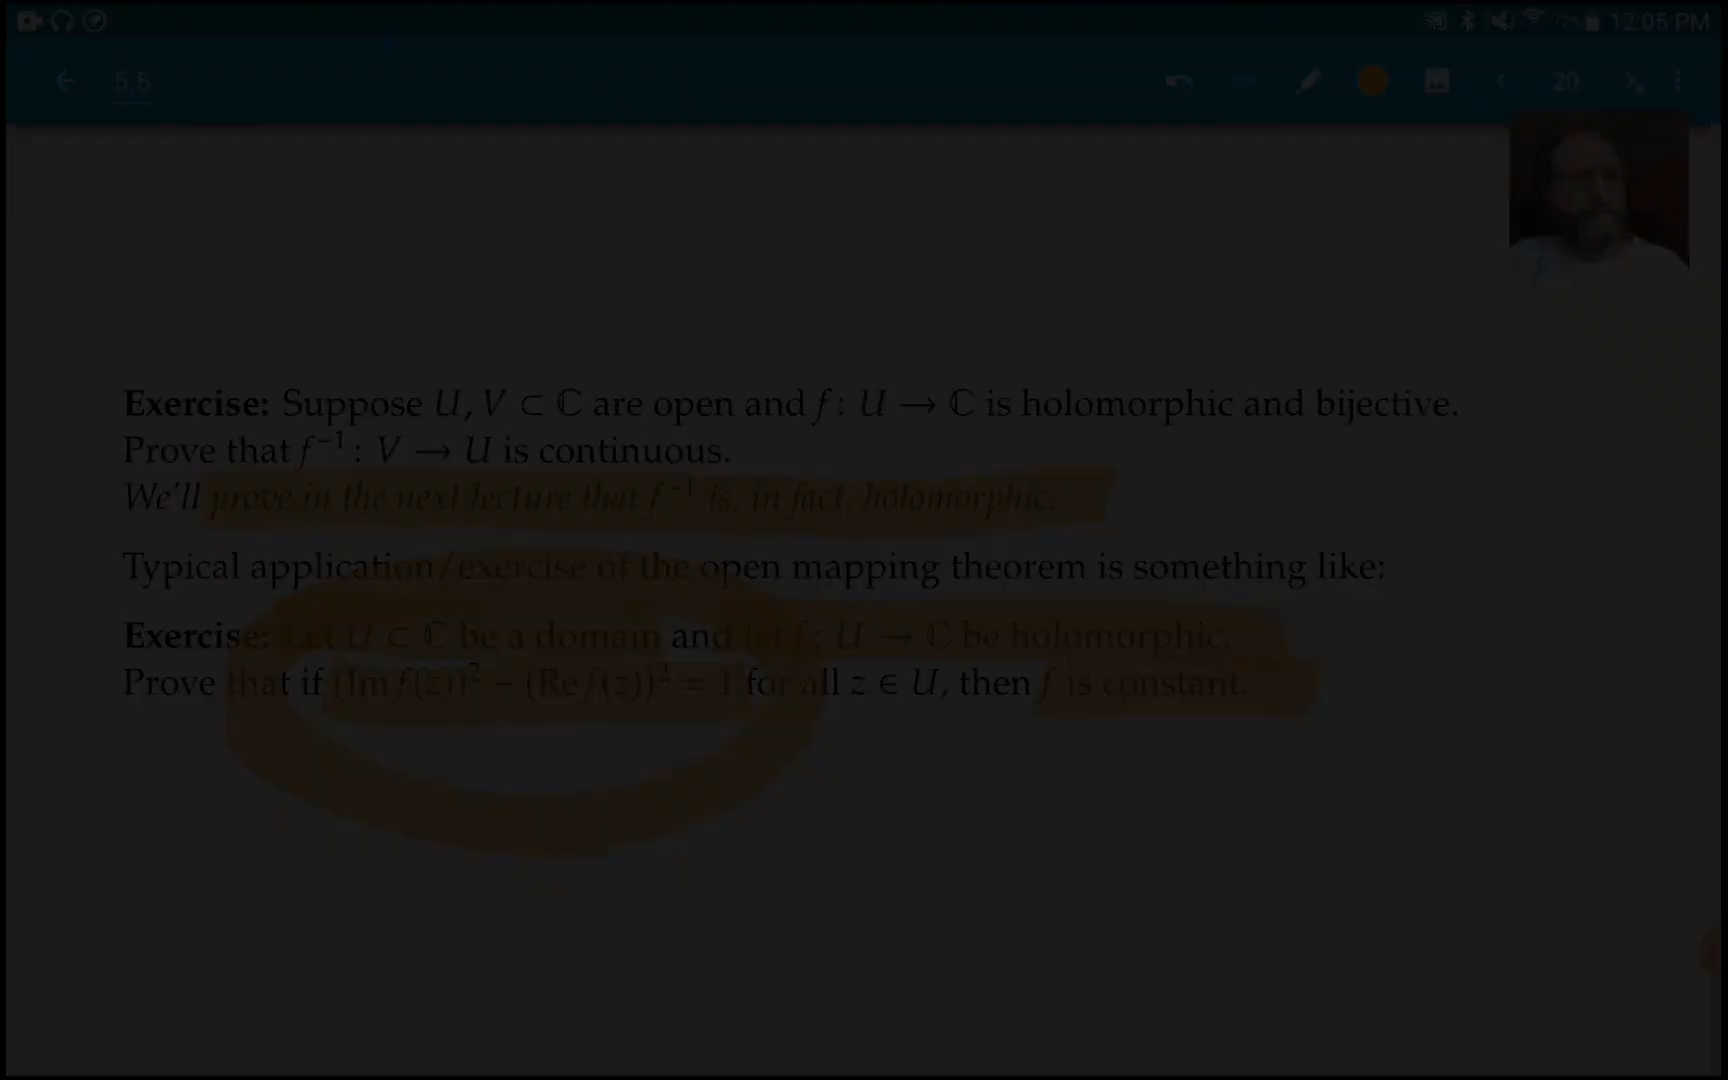 12:05 PM
5,5
20
Exercise: Suppose U, V ⊂ ℂ are open and f : U → ℂ is holomorphic and bijective.
Prove that f⁻¹ : V → U is continuous.
We'll prove in the next lecture that f⁻¹ is, in fact, holomorphic.
Typical application/exercise of the open mapping theorem is something like:
Exercise: Let U ⊂ ℂ be a domain and let f : U → ℂ be holomorphic.
Prove that if (Im f(z))² − (Re f(z))² = 1 for all z ∈ U, then f is constant.